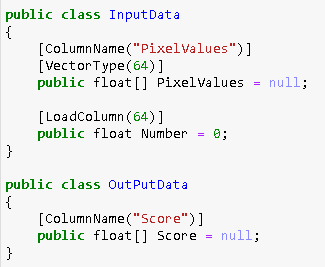 public class InputData
{
    [ColumnName("PixelValues")]
    [VectorType(64)]
    public float[] PixelValues = null;

    [LoadColumn(64)]
    public float Number = 0;
}

public class OutPutData
{
    [ColumnName("Score")]
    public float[] Score = null;
}